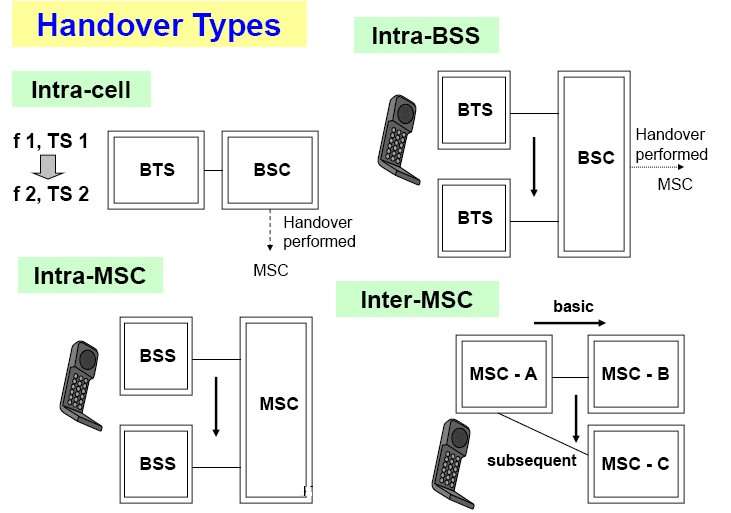 Handover Types
Intra-cell
f 1, TS 1
f 2, TS 2
BTS
BSC
Handover
performed
MSC
Intra-BSS
BTS
BTS
BSC
Handover
performed
MSC
Intra-MSC
BSS
BSS
MSC
Inter-MSC
basic
MSC - A
MSC - B
subsequent
MSC - C